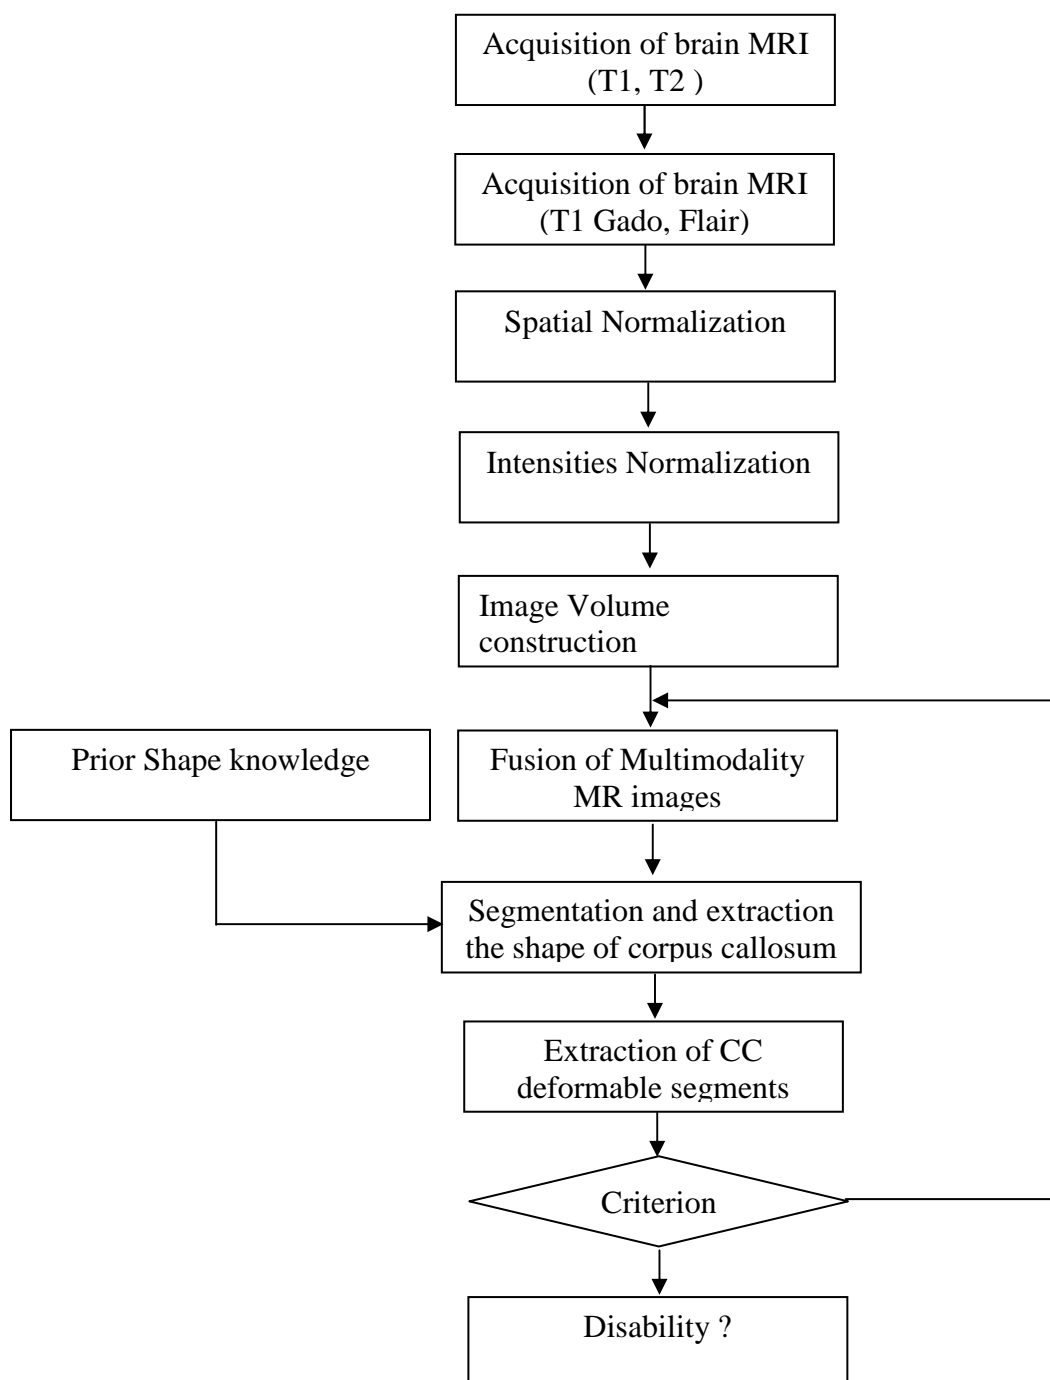 Acquisition of brain MRI
(T1, T2 )
Acquisition of brain MRI
(T1 Gado, Flair)
Spatial Normalization
Intensities Normalization
Image Volume
construction
Prior Shape knowledge
Fusion of Multimodality
MR images
Segmentation and extraction
the shape of corpus callosum
Extraction of CC
deformable segments
Criterion
Disability ?